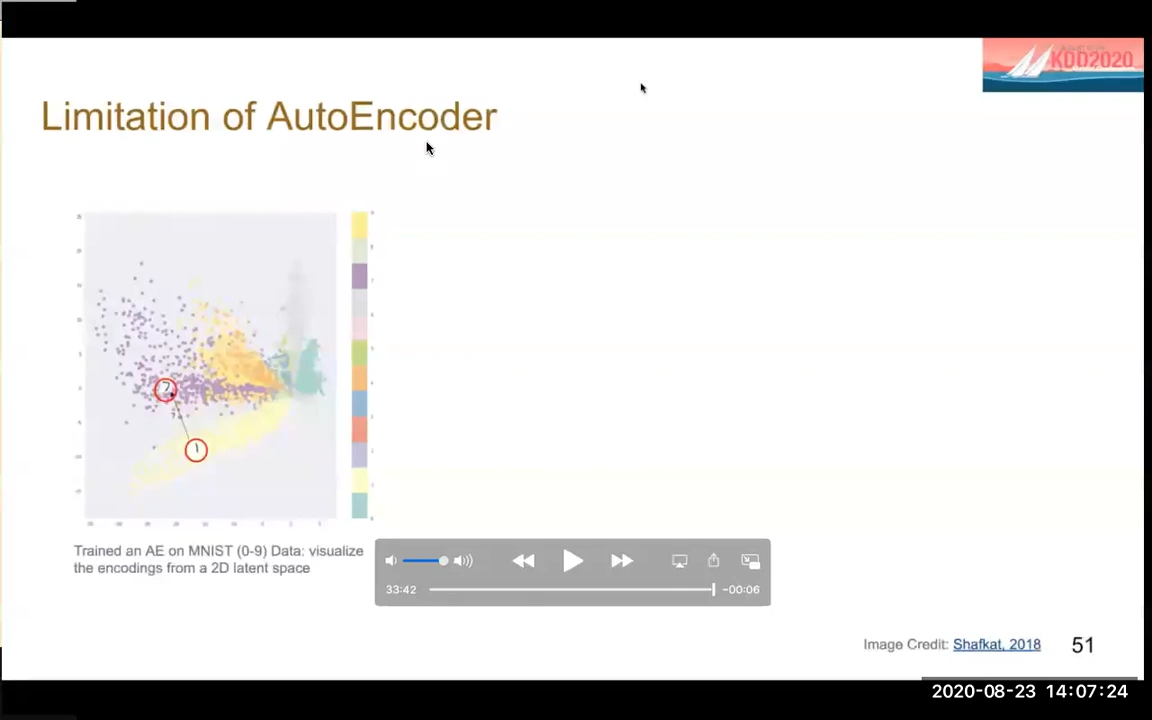 KDD2020
Limitation of AutoEncoder
7
1
Trained an AE on MNIST (0-9) Data: visualize
the encodings from a 2D latent space
33:42
-00:06
Image Credit: Shafkat, 2018
51
2020-08-23 14:07:24